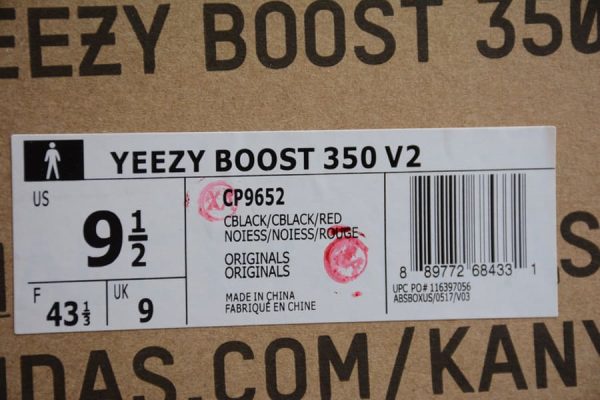 EEZY BOOST 350
YEEZY BOOST 350 V2
US
9 1/2
F
43 1/3
UK
9
CP9652
CBLACK/CBLACK/RED
NOIESS/NOIESS/ROUGE
ORIGINALS
ORIGINALS
MADE IN CHINA
FABRIQUÉ EN CHINE
8 89772 68433 1
UPC PO# 116397056
ABSBOXUS/0517/V03
DAS.COM/KANY